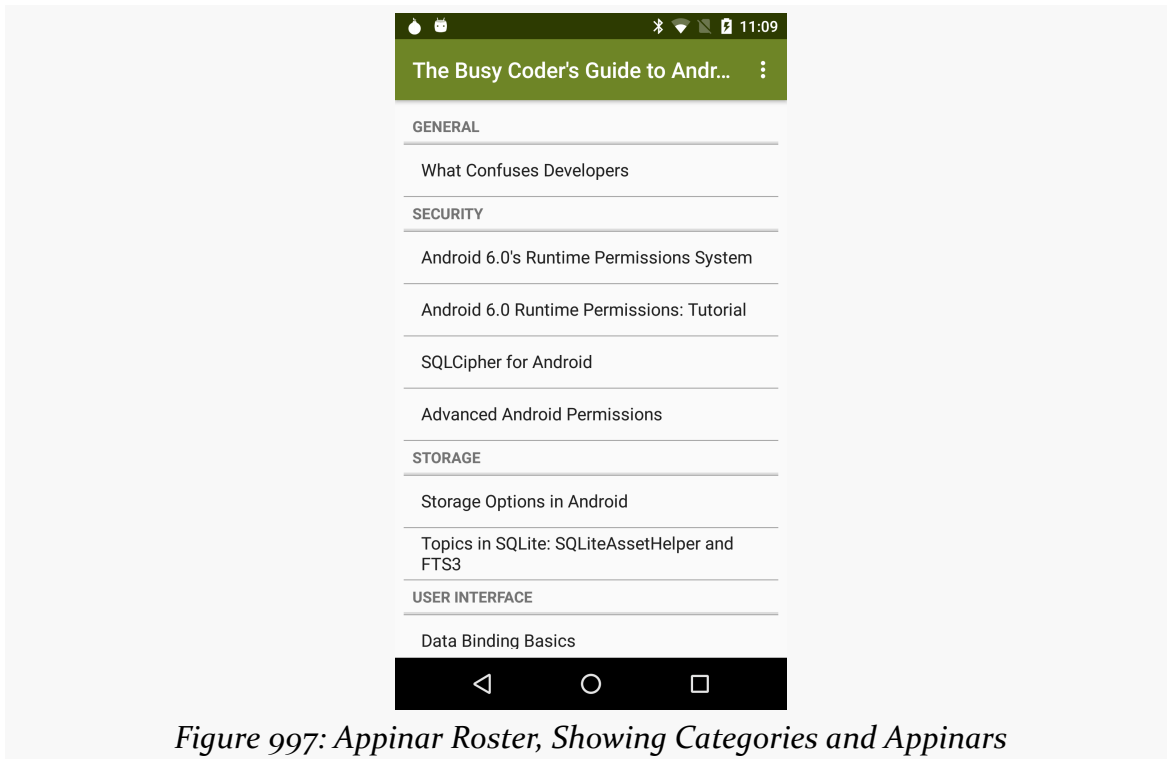 11:09
The Busy Coder's Guide to Andr...
GENERAL
What Confuses Developers
SECURITY
Android 6.0's Runtime Permissions System
Android 6.0 Runtime Permissions: Tutorial
SQLCipher for Android
Advanced Android Permissions
STORAGE
Storage Options in Android
Topics in SQLite: SQLiteAssetHelper and
FTS3
USER INTERFACE
Data Binding Basics
Figure 997: Appinar Roster, Showing Categories and Appinars